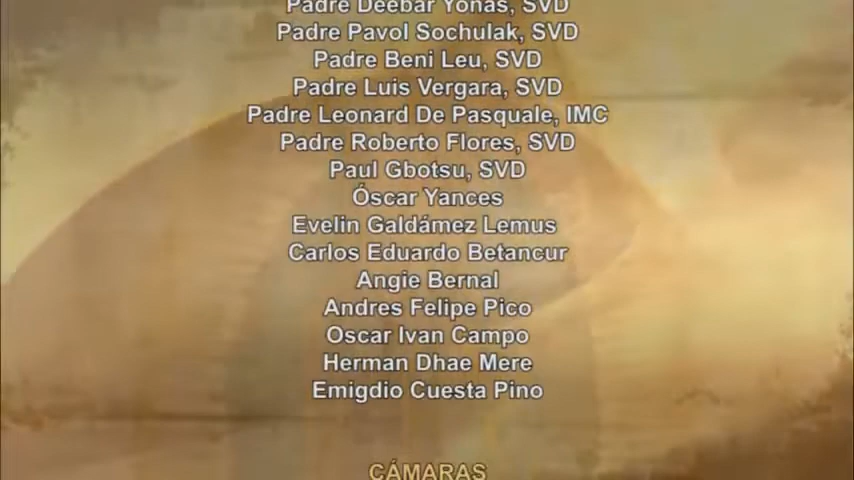 Padre Deebar Yonas, SVD
Padre Pavol Sochulak, SVD
Padre Beni Leu, SVD
Padre Luis Vergara, SVD
Padre Leonard De Pasquale, IMC
Padre Roberto Flores, SVD
Paul Gbotsu, SVD
Óscar Yances
Evelin Galdámez Lemus
Carlos Eduardo Betancur
Angie Bernal
Andres Felipe Pico
Oscar Ivan Campo
Herman Dhae Mere
Emigdio Cuesta Pino
CÁMARAS